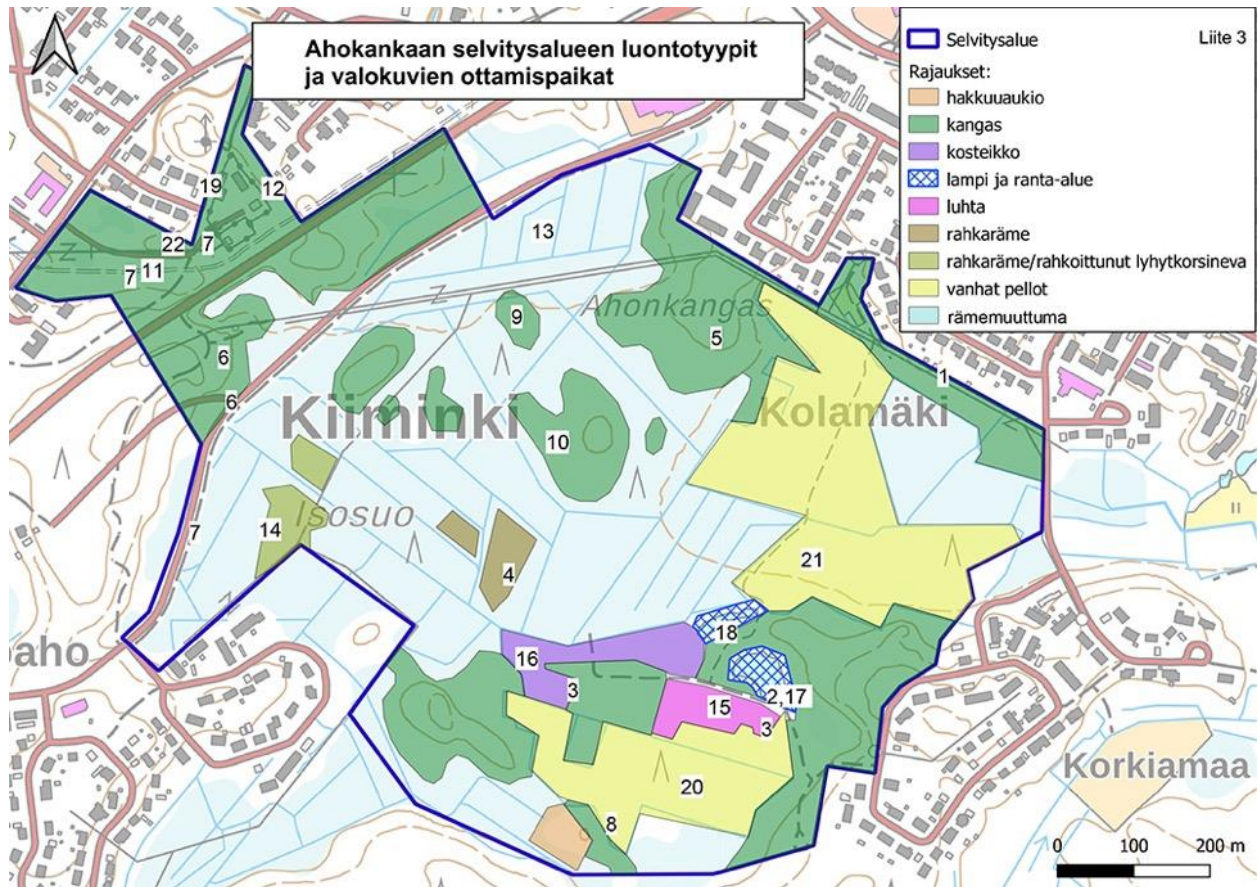 Ahokankaan selvitysalueen luontotyypit
ja valokuvien ottamispaikat
Selvitysalue
Liite 3
Rajaukset:
hakkuuaukio
kangas
kosteikko
lampi ja ranta-alue
luhta
rahkaräme
rahkaräme/rahkoittunut lyhytkorsineva
vanhat pellot
rämemuuttuma
19
12
22
7
7
11
13
9
Ahonkangas
5
6
6
1
Kiiminki
Kolamäki
10
14
Isosuo
7
4
21
aho
18
16
3
2,17
15
3
20
8
Korkiamaa
0
100
200 m